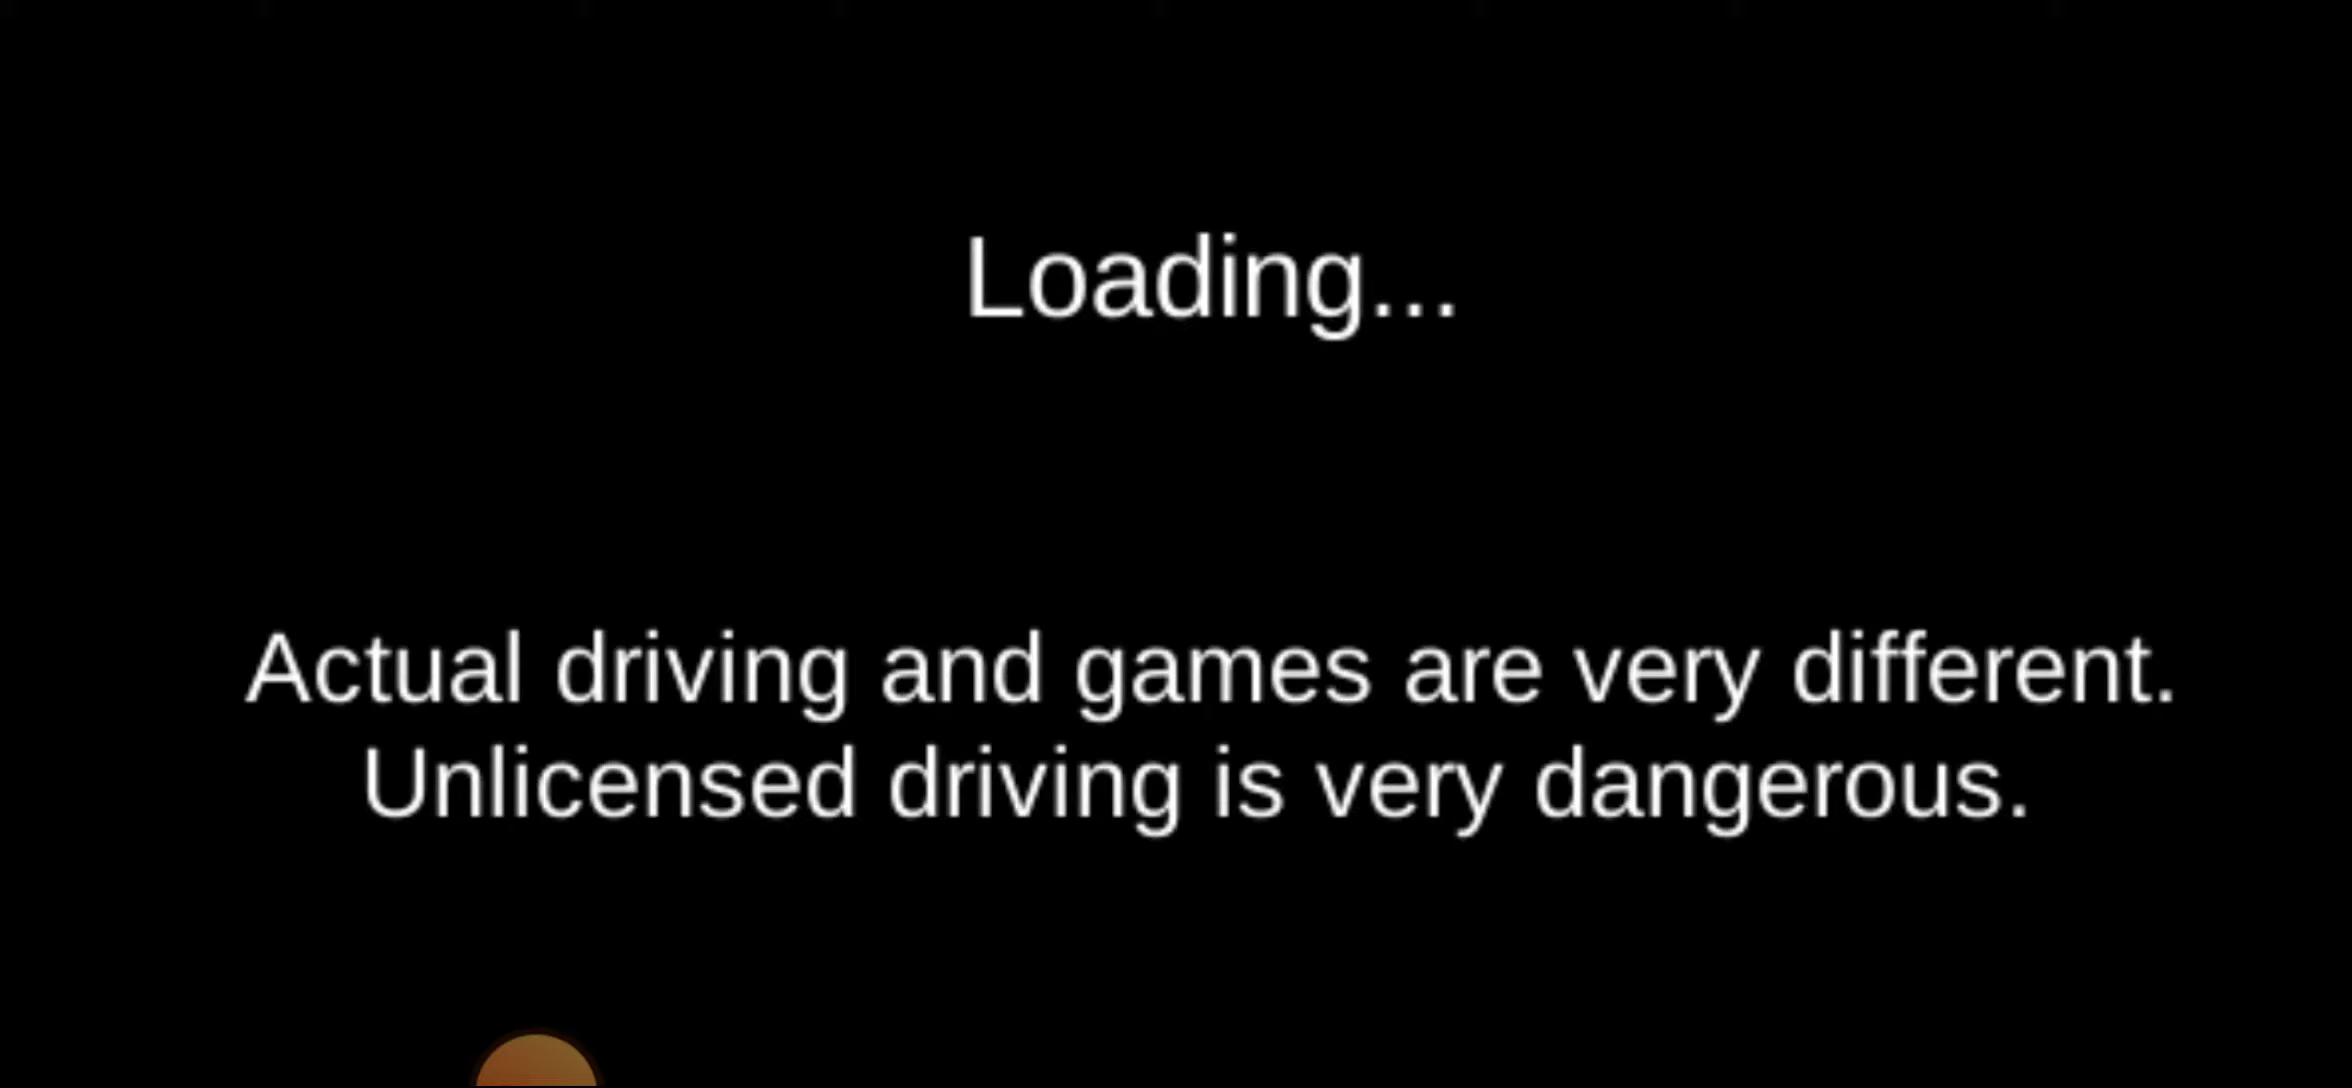 Loading...
Actual driving and games are very different.
Unlicensed driving is very dangerous.